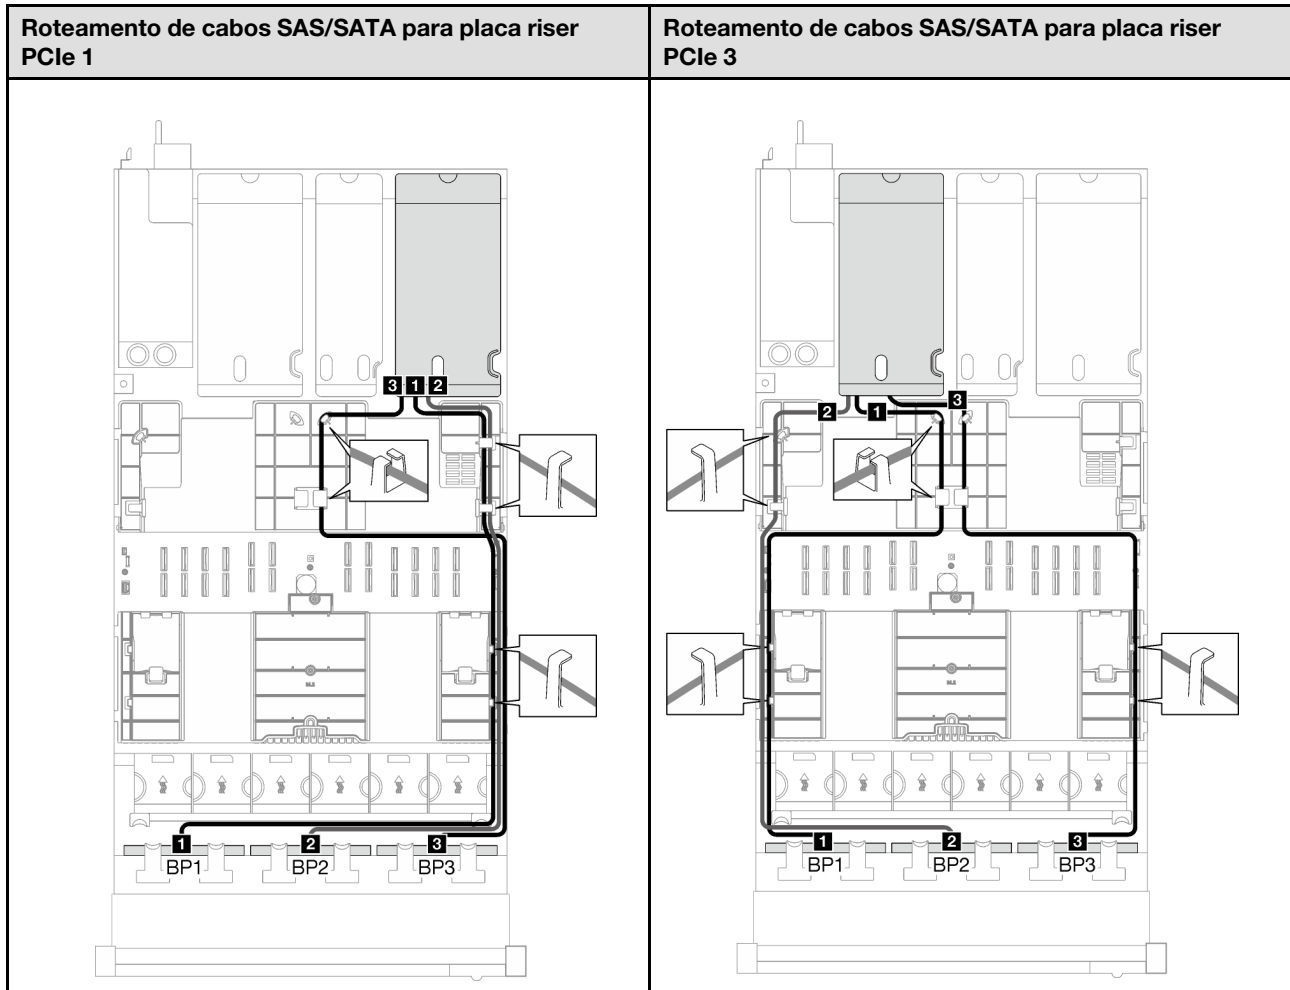 Roteamento de cabos SAS/SATA para placa riser
PCIe 1
Roteamento de cabos SAS/SATA para placa riser
PCIe 3
3 1 2
1 2 3
BP1 BP2 BP3
2 1 3
1 2 3
BP1 BP2 BP3